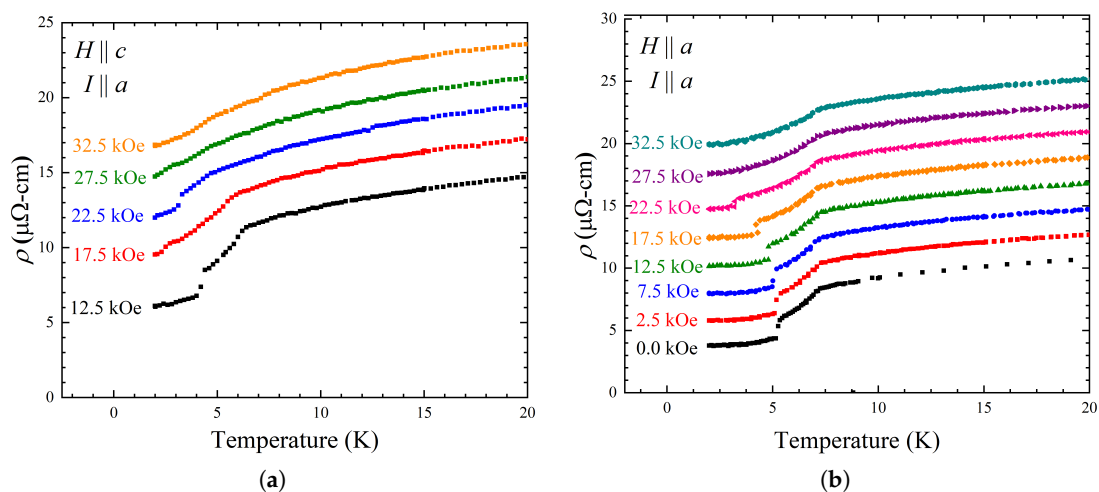 25
20
15
10
5
0
ρ (μΩ-cm)
H || c
I || a
32.5 kOe
27.5 kOe
22.5 kOe
17.5 kOe
12.5 kOe
0 5 10 15 20
Temperature (K)
(a)
30
25
20
15
10
5
0
ρ (μΩ-cm)
H || a
I || a
32.5 kOe
27.5 kOe
22.5 kOe
17.5 kOe
12.5 kOe
7.5 kOe
2.5 kOe
0.0 kOe
0 5 10 15 20
Temperature (K)
(b)